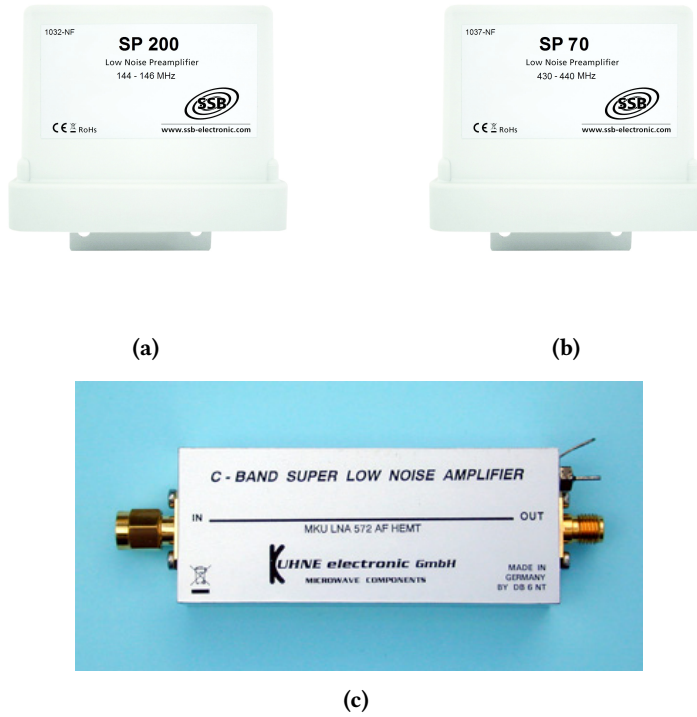 1032-NF
SP 200
Low Noise Preamplifier
144 - 146 MHz
SSB
CE RoHs
www.ssb-electronic.com
1037-NF
SP 70
Low Noise Preamplifier
430 - 440 MHz
SSB
CE RoHs
www.ssb-electronic.com
(a)
(b)
C - BAND SUPER LOW NOISE AMPLIFIER
IN OUT
MKU LNA 572 AF HEMT
KUHNE electronic GmbH
MICROWAVE COMPONENTS
MADE IN
GERMANY
BY DB 6 NT
(c)